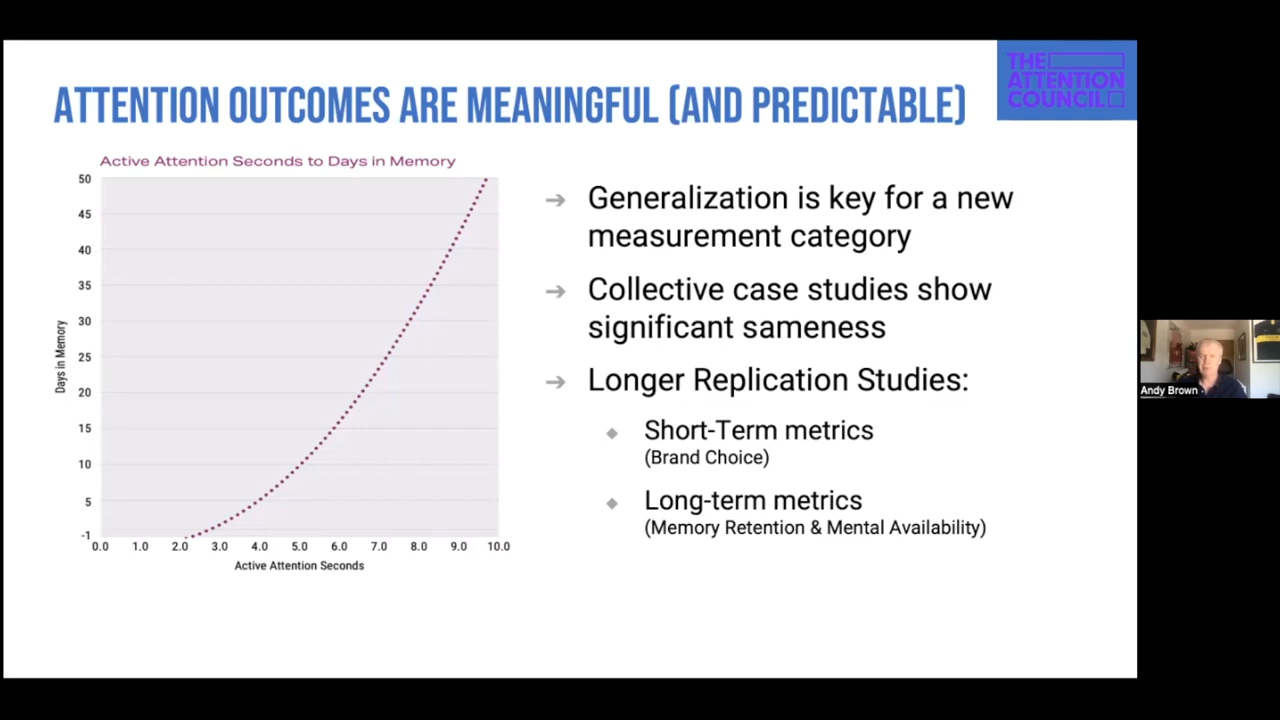 THE
ATTENTION
COUNCIL
ATTENTION OUTCOMES ARE MEANINGFUL (AND PREDICTABLE)
Active Attention Seconds to Days in Memory
50
45
40
35
30
25
20
15
10
5
-1
Days in Memory
0.0 1.0 2.0 3.0 4.0 5.0 6.0 7.0 8.0 9.0 10.0
Active Attention Seconds
Generalization is key for a new
measurement category
Collective case studies show
significant sameness
Longer Replication Studies:
Short-Term metrics
(Brand Choice)
Long-term metrics
(Memory Retention & Mental Availability)
Andy Brown